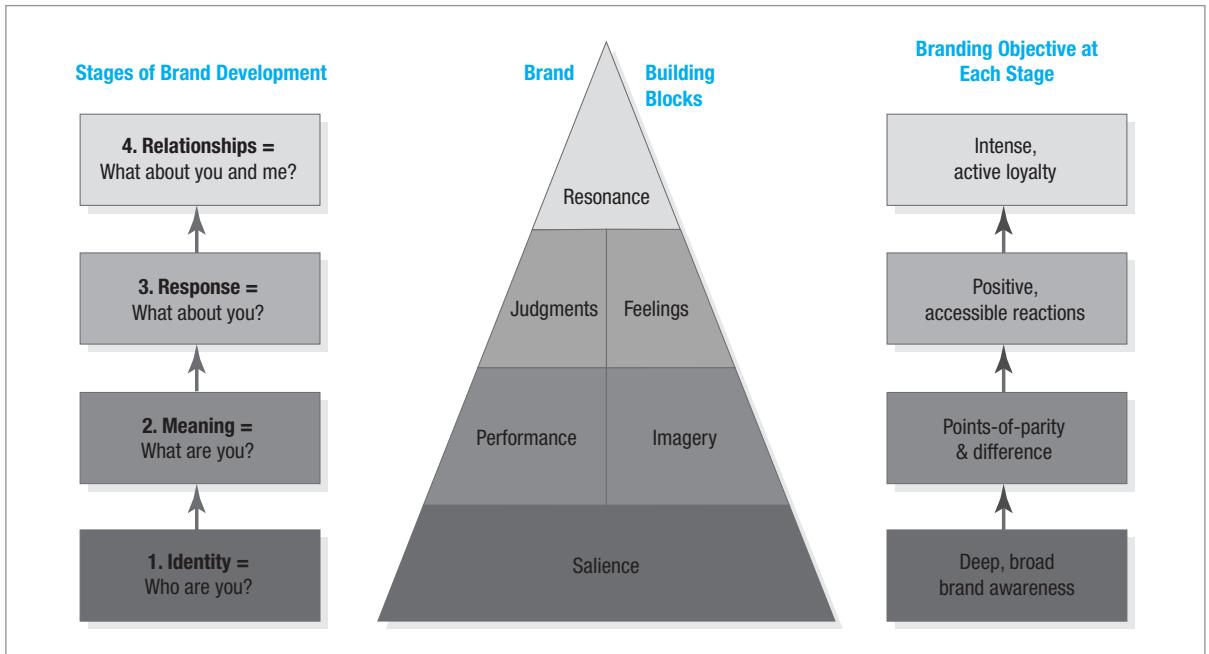 Stages of Brand Development
4. Relationships =
What about you and me?
3. Response =
What about you?
2. Meaning =
What are you?
1. Identity =
Who are you?
Brand
Building
Blocks
Resonance
Judgments
Feelings
Performance
Imagery
Salience
Branding Objective at
Each Stage
Intense,
active loyalty
Positive,
accessible reactions
Points-of-parity
& difference
Deep, broad
brand awareness